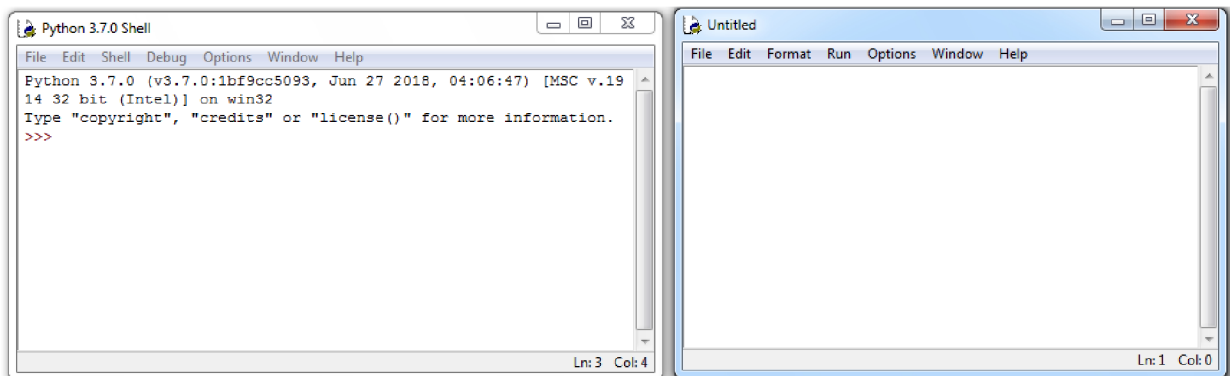 Python 3.7.0 Shell
File Edit Shell Debug Options Window Help
Python 3.7.0 (v3.7.0:1bf9cc5093, Jun 27 2018, 04:06:47) [MSC v.19
14 32 bit (Intel)] on win32
Type "copyright", "credits" or "license()" for more information.
>>>
Ln: 3 Col: 4
Untitled
File Edit Format Run Options Window Help
Ln: 1 Col: 0